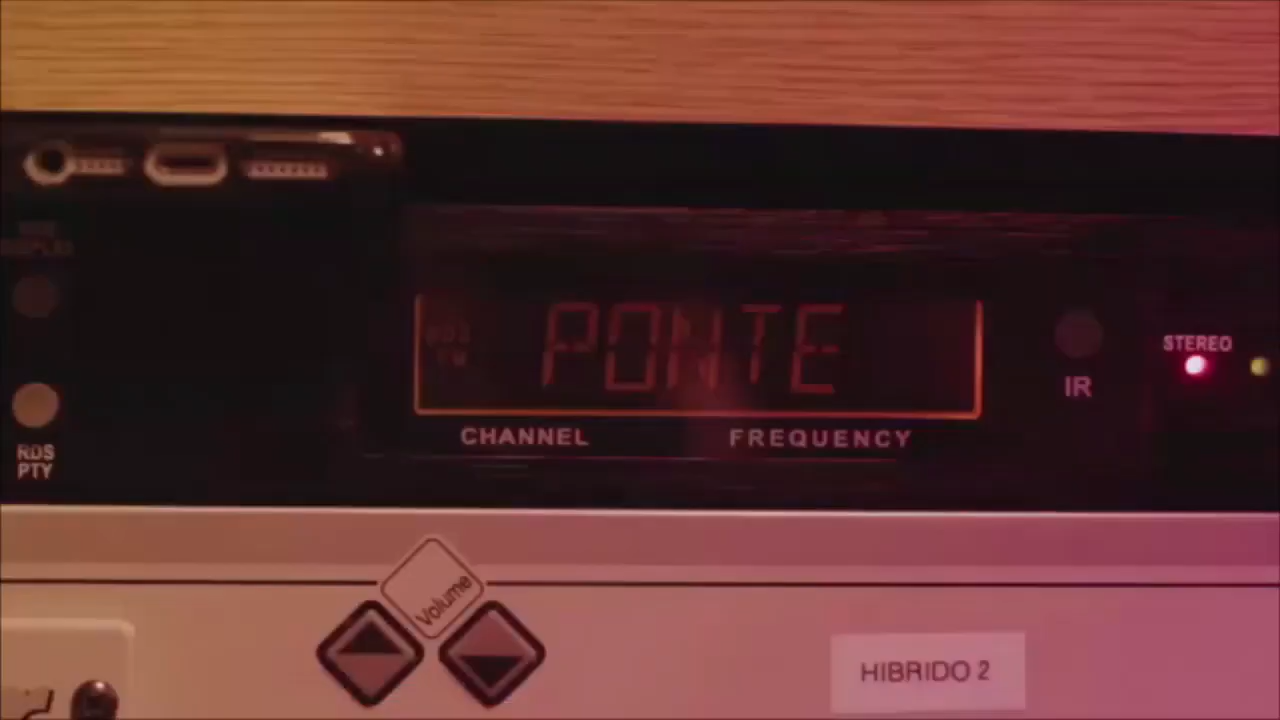 PONTE
STEREO
IR
CHANNEL
FREQUENCY
RDS
PTY
Volume
HIBRIDO 2